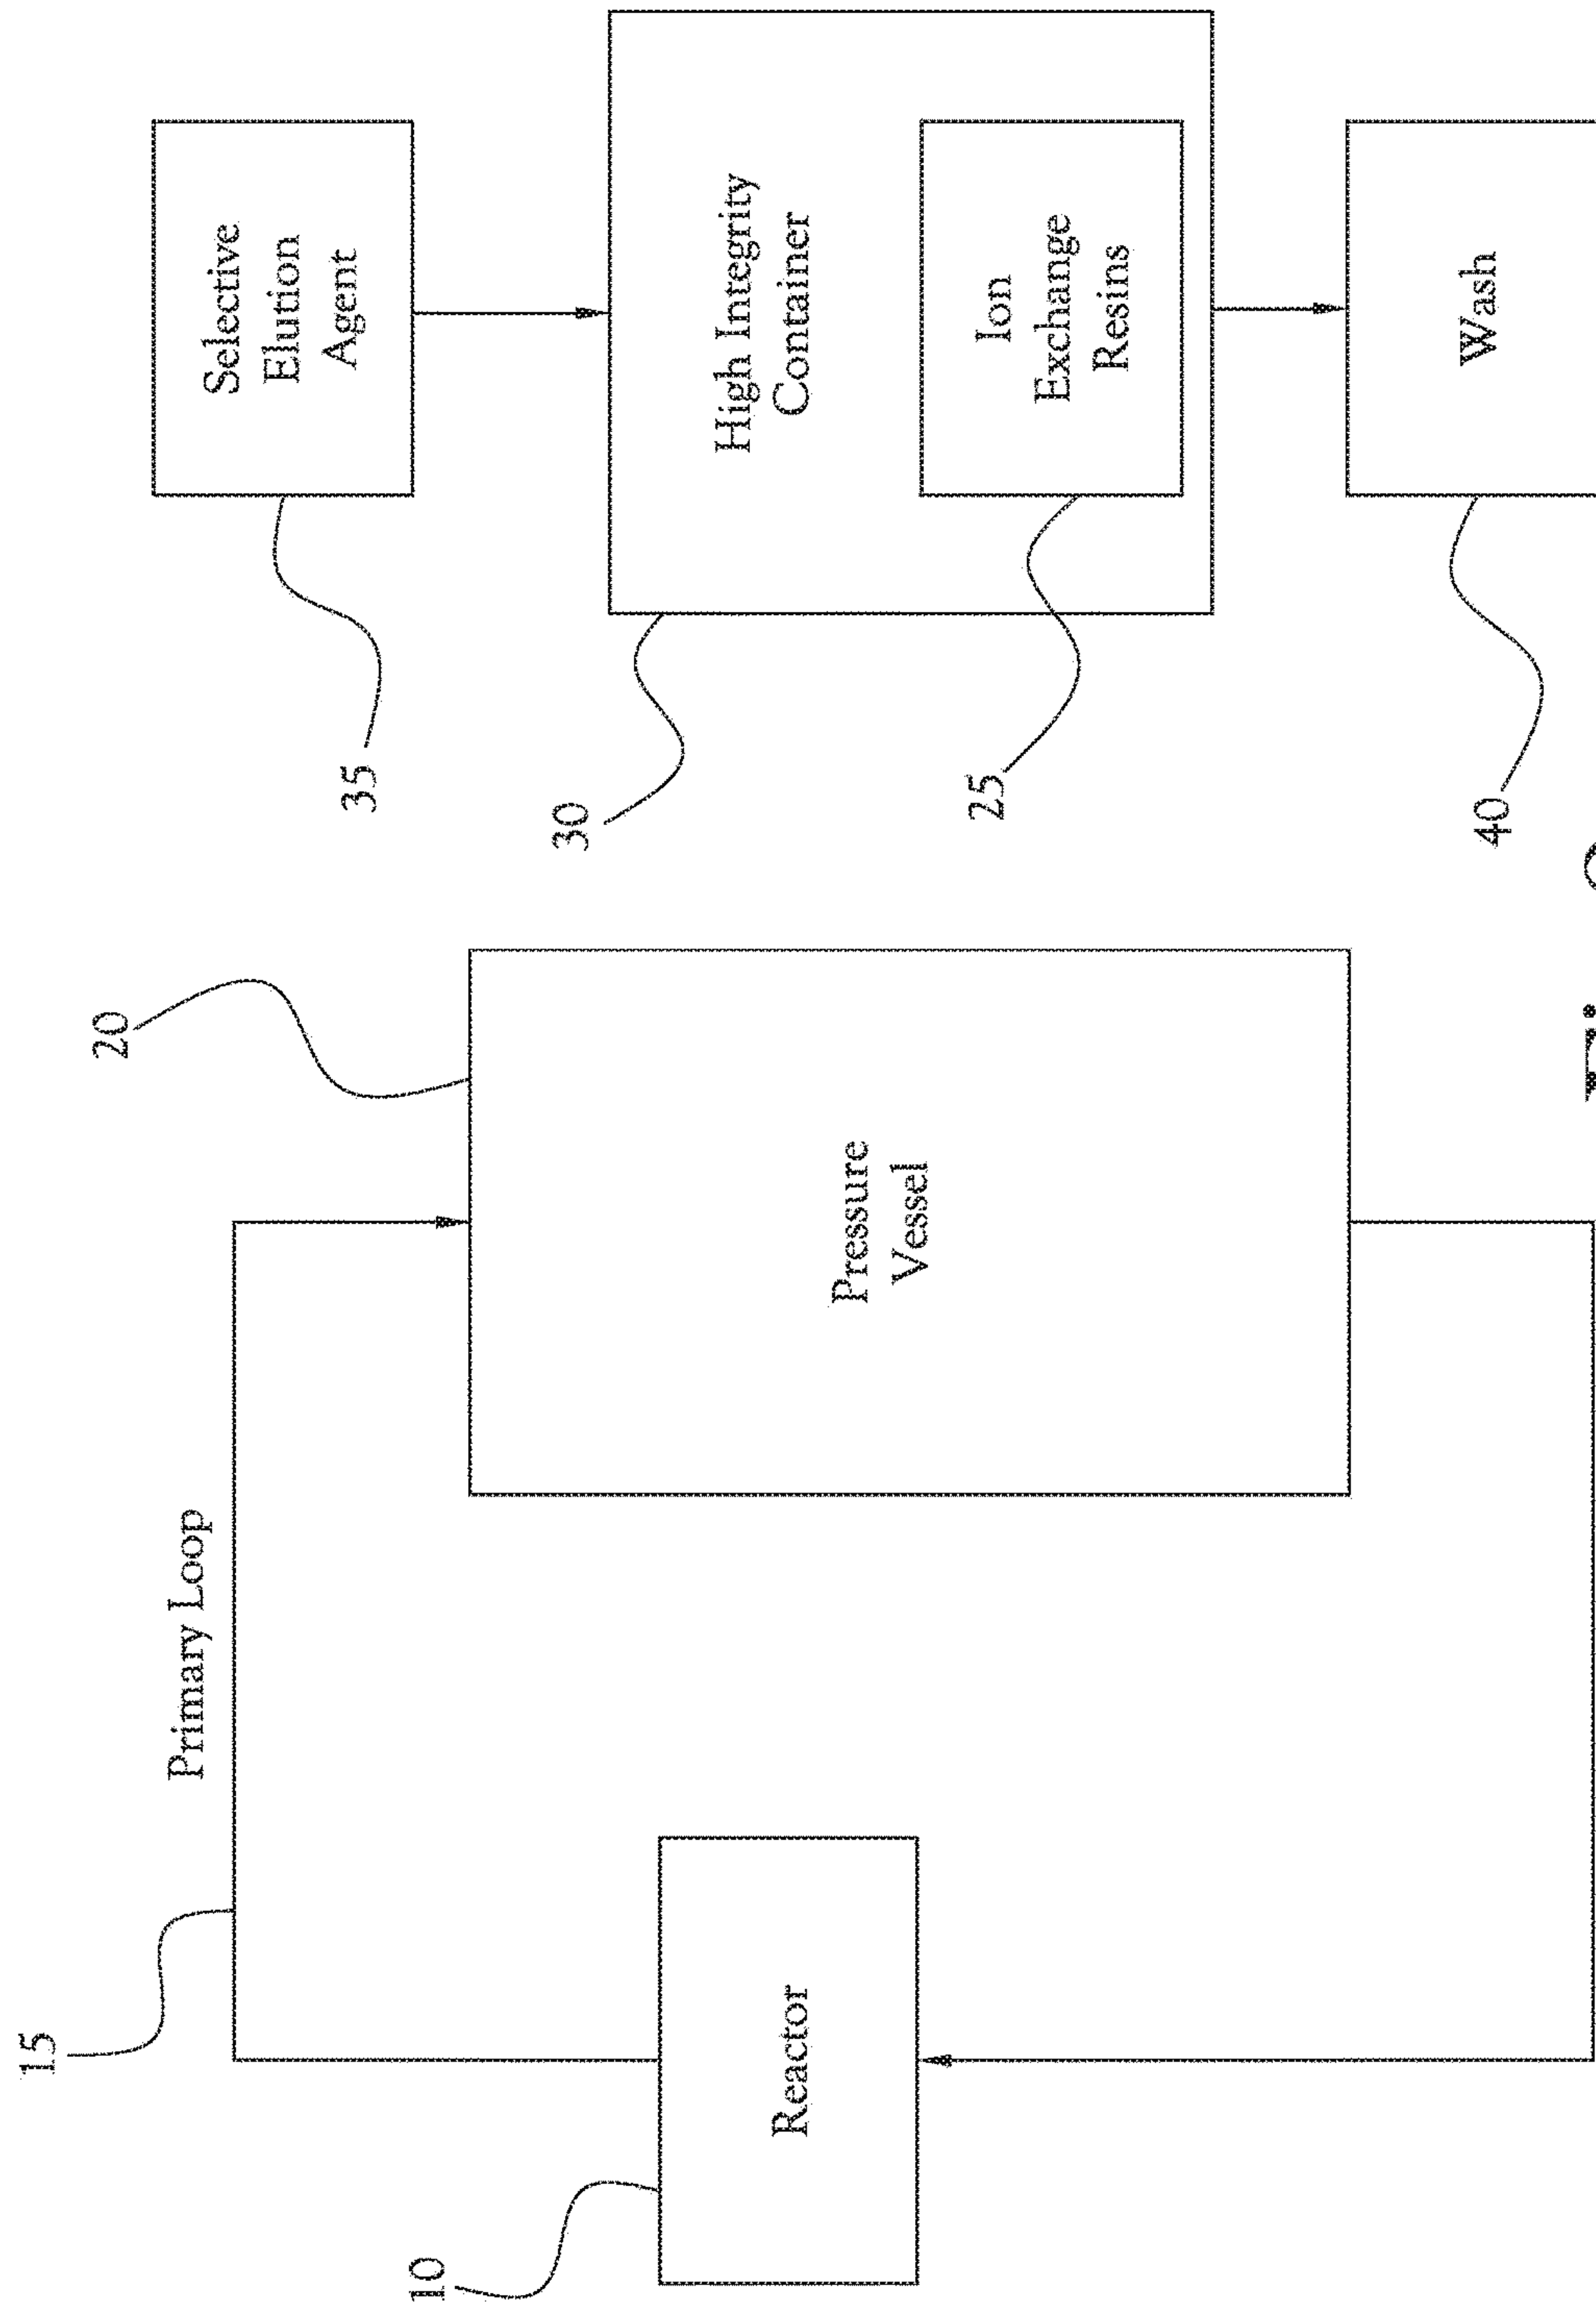 15
Primary Loop
20
10
Reactor
Pressure
Vessel
35
Selective
Elution
Agent
30
High Integrity
Container
25
Ion
Exchange
Resins
40
Wash